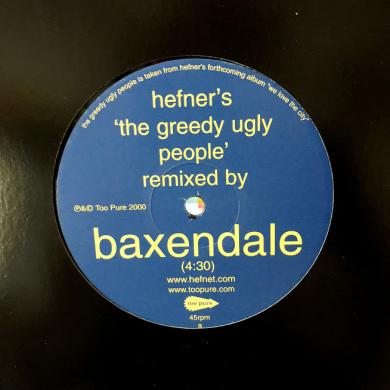 the greedy ugly people is taken from hefner's forthcoming album "we love the city"
hefner's
'the greedy ugly
people'
remixed by
℗&© Too Pure 2000
baxendale
(4:30)
www.hefnet.com
www.toopure.com
too pure
45rpm
B